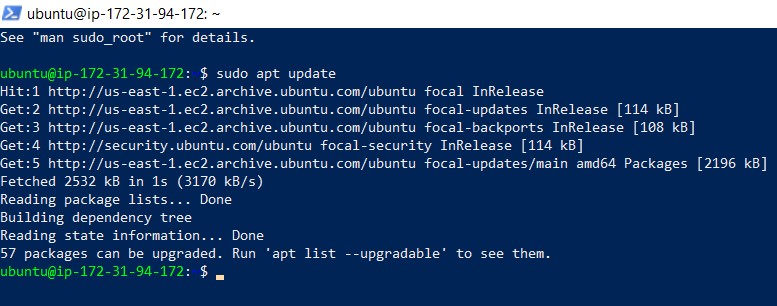 ubuntu@ip-172-31-94-172: ~
See "man sudo_root" for details.
ubuntu@ip-172-31-94-172: $ sudo apt update
Hit:1 http://us-east-1.ec2.archive.ubuntu.com/ubuntu focal InRelease
Get:2 http://us-east-1.ec2.archive.ubuntu.com/ubuntu focal-updates InRelease [114 kB]
Get:3 http://us-east-1.ec2.archive.ubuntu.com/ubuntu focal-backports InRelease [108 kB]
Get:4 http://security.ubuntu.com/ubuntu focal-security InRelease [114 kB]
Get:5 http://us-east-1.ec2.archive.ubuntu.com/ubuntu focal-updates/main amd64 Packages [2196 kB]
Fetched 2532 kB in 1s (3170 kB/s)
Reading package lists... Done
Building dependency tree
Reading state information... Done
57 packages can be upgraded. Run 'apt list --upgradable' to see them.
ubuntu@ip-172-31-94-172: $